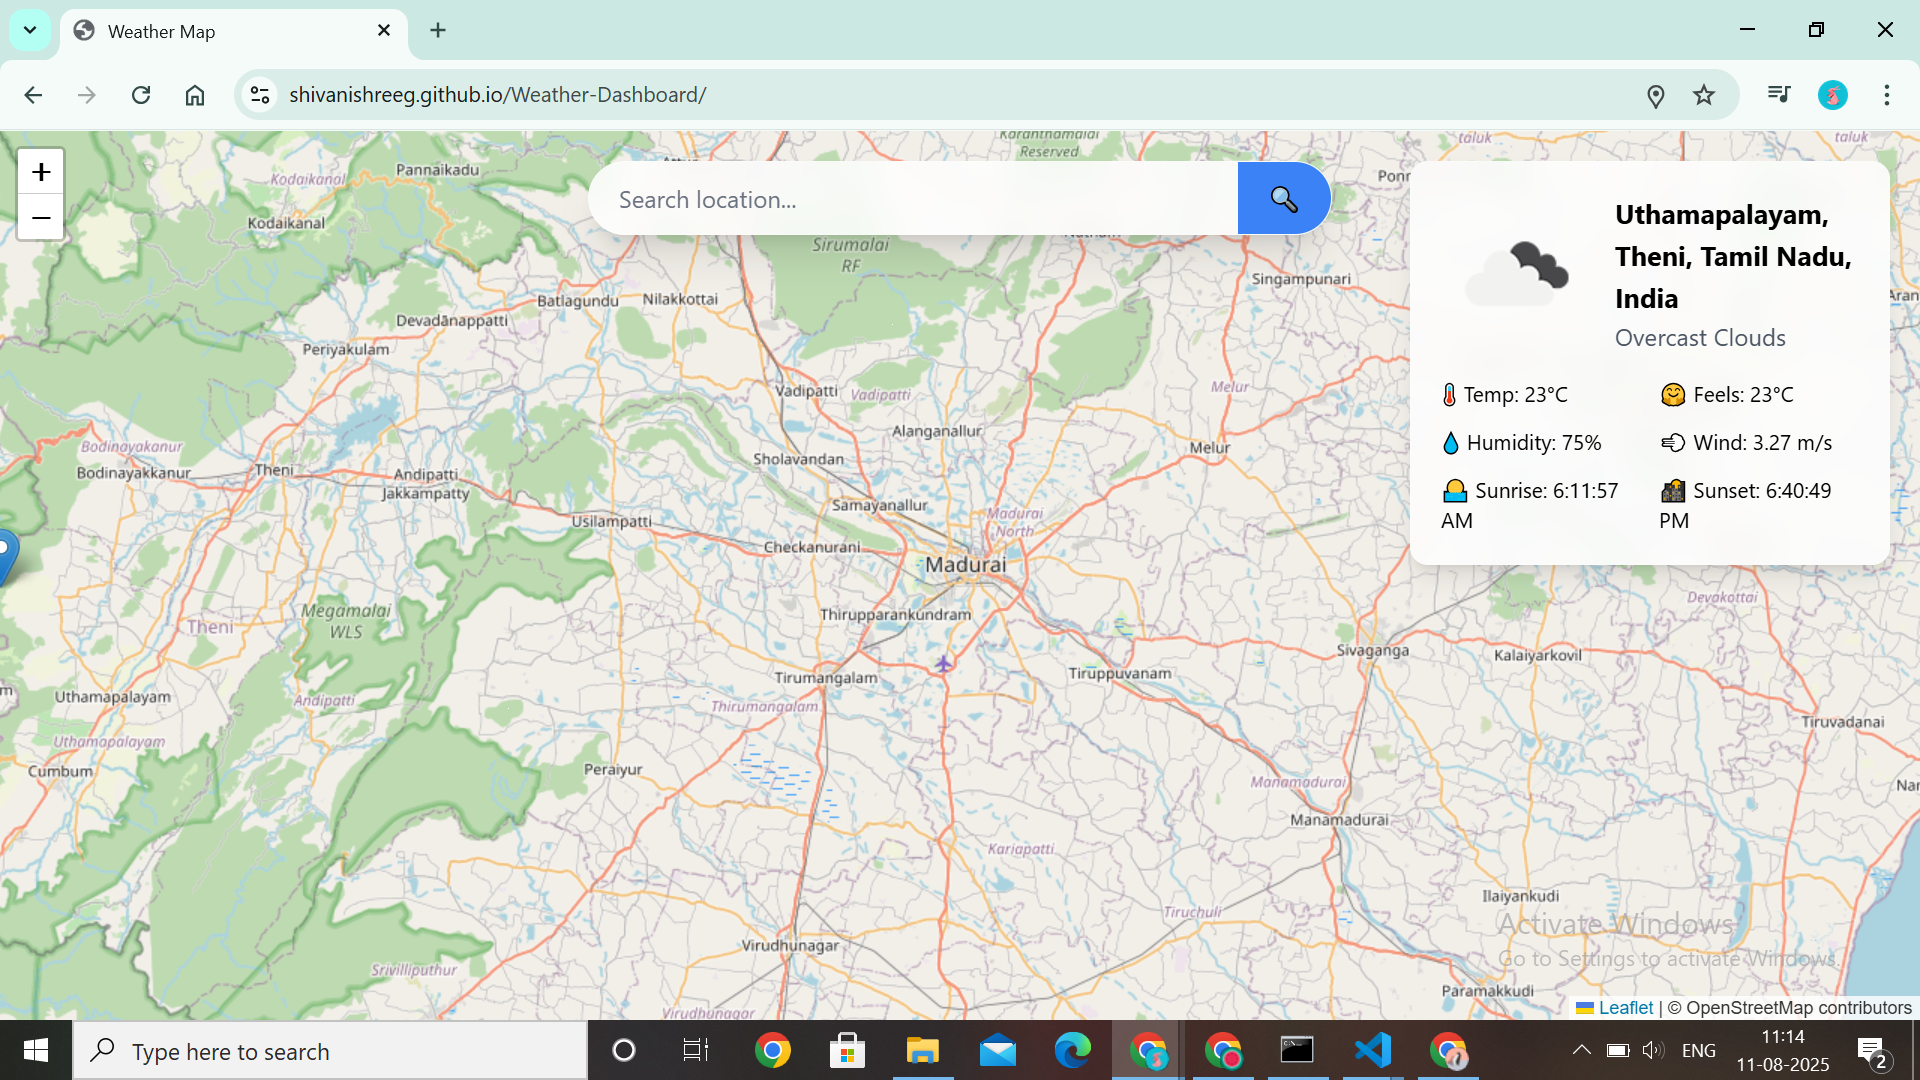 Weather Map
shivanishreeg.github.io/Weather-Dashboard/
+
−
Search location...
Uthamapalayam,
Theni, Tamil Nadu,
India
Overcast Clouds
Temp: 23°C
Feels: 23°C
Humidity: 75%
Wind: 3.27 m/s
Sunrise: 6:11:57
AM
Sunset: 6:40:49
PM
Karanthamalai
Reserved
taluk
taluk
Pannaikadu
Kodaikanal
Kodaikanal
Sirumalai
RF
Singampunari
Batlagundu
Nilakkottai
Devadānappatti
Periyakulam
Vadipatti
Vadipatti
Melur
Alanganallur
Melur
Bodinayakanur
Bodinayakkanur
Theni
Andipatti
Jakkampatty
Sholavandan
Samayanallur
Madurai
North
Usilampatti
Checkanurani
Madurai
Megamalai
WLS
Theni
Thirupparankundram
Devakottai
Sivaganga
Kalaiyarkovil
Tirumangalam
Tiruppuvanam
Uthamapalayam
Andipatti
Thirumangalam
Tiruvadanai
Uthamapalayam
Cumbum
Peraiyur
Manamadurai
Manamadurai
Kariapatti
Ilaiyankudi
Tiruchuli
Virudhunagar
Srivilliputhur
Paramakkudi
Virudhunagar
Activate Windows
Go to Settings to activate Windows.
Leaflet | © OpenStreetMap contributors
Type here to search
ENG
11:14
11-08-2025
2